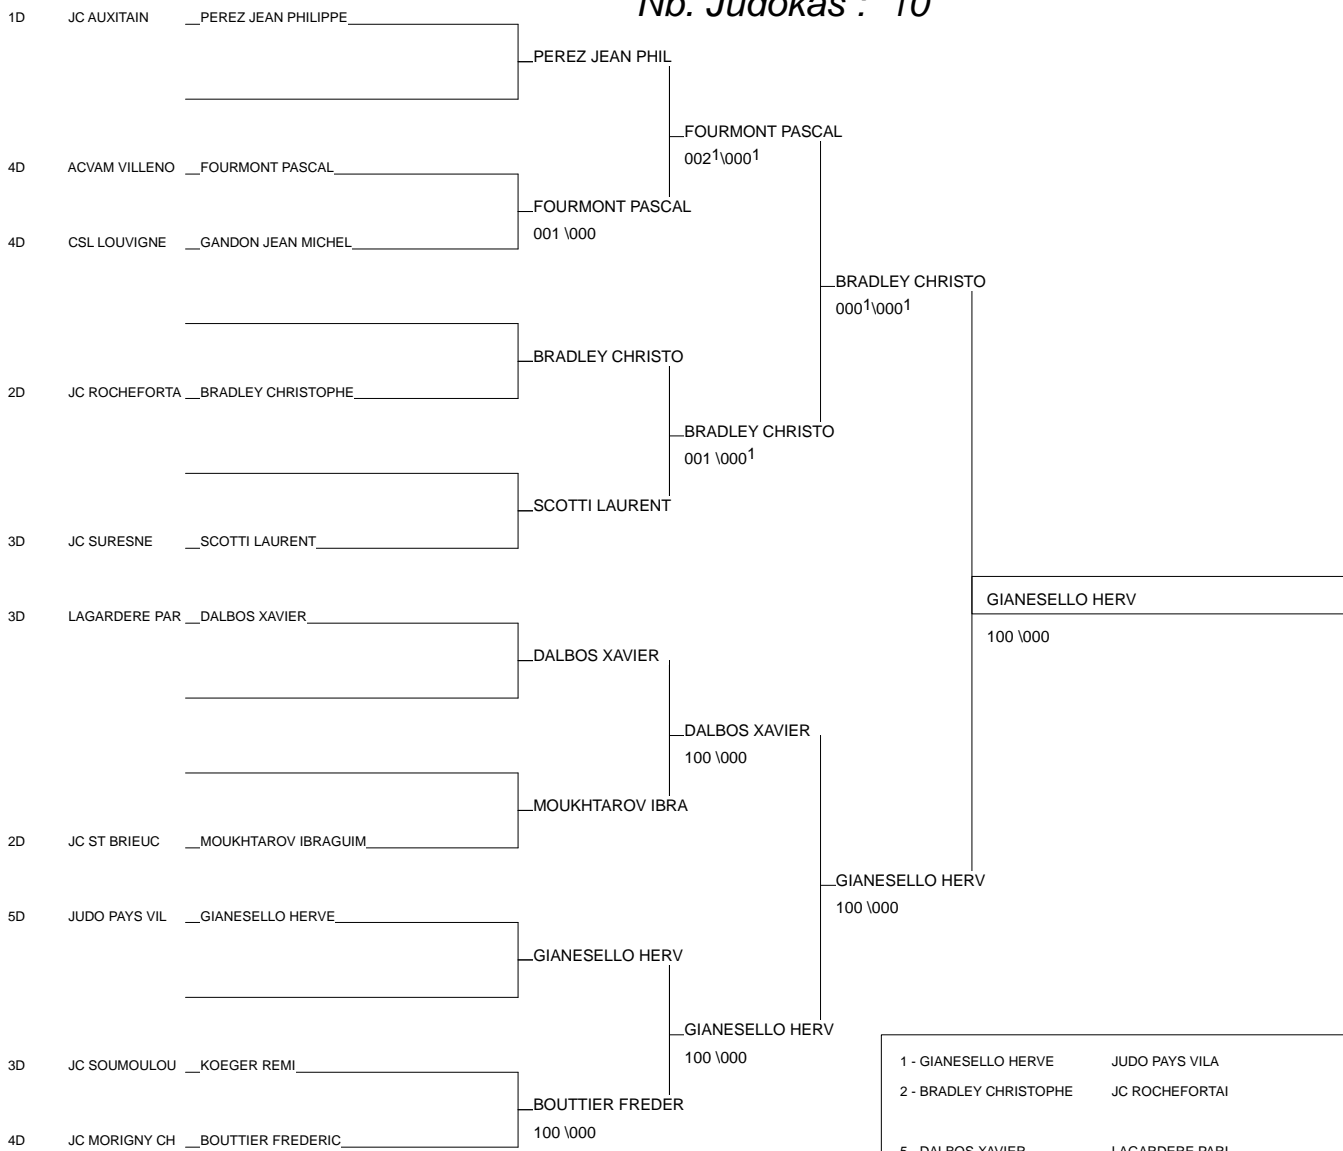 Nb. Judokas : 10
1D JC AUXITAIN PEREZ JEAN PHILIPPE
PEREZ JEAN PHIL
FOURMONT PASCAL
002¹\000¹
4D ACVAM VILLENO FOURMONT PASCAL
FOURMONT PASCAL
001 \000
4D CSL LOUVIGNE GANDON JEAN MICHEL
BRADLEY CHRISTO
000¹\000¹
BRADLEY CHRISTO
2D JC ROCHEFORTA BRADLEY CHRISTOPHE
BRADLEY CHRISTO
001 \000¹
SCOTTI LAURENT
3D JC SURESNE SCOTTI LAURENT
GIANESELLO HERV
100 \000
3D LAGARDERE PAR DALBOS XAVIER
DALBOS XAVIER
DALBOS XAVIER
100 \000
MOUKHTAROV IBRA
2D JC ST BRIEUC MOUKHTAROV IBRAGUIM
GIANESELLO HERV
100 \000
5D JUDO PAYS VIL GIANESELLO HERVE
GIANESELLO HERV
GIANESELLO HERV
100 \000
3D JC SOUMOULOU KOEGER REMI
BOUTTIER FREDER
100 \000
4D JC MORIGNY CH BOUTTIER FREDERIC
1 - GIANESELLO HERVE JUDO PAYS VILA
2 - BRADLEY CHRISTOPHE JC ROCHEFORTAI
5 - DALBOS XAVIER LAGARDERE PARI